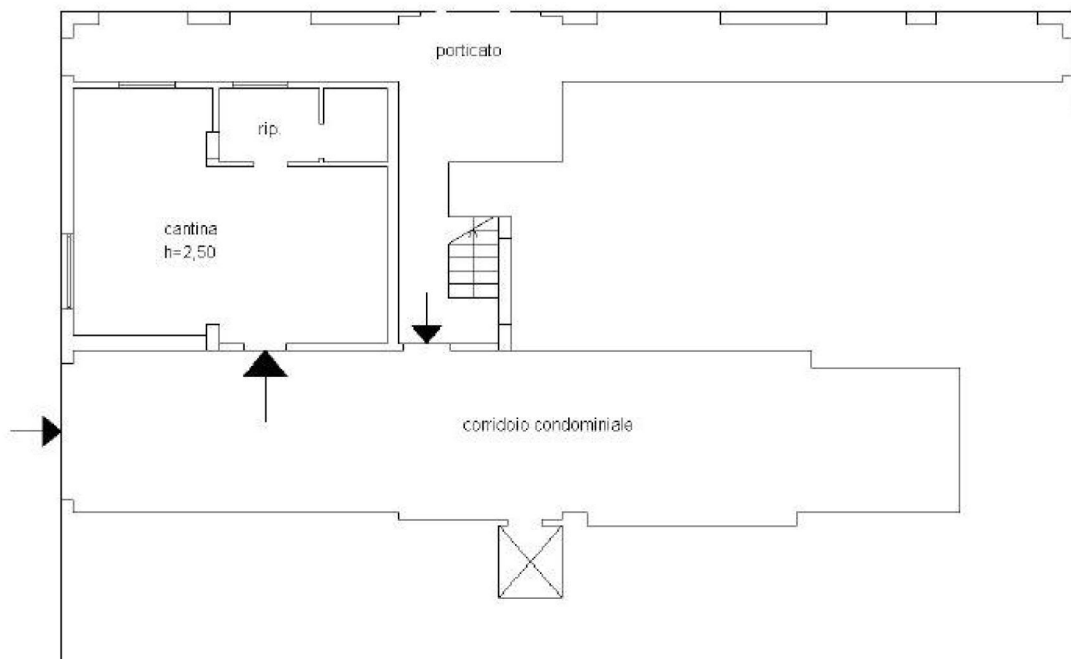 porticato
rip.
cantina
h=2,50
corridoio condominiale